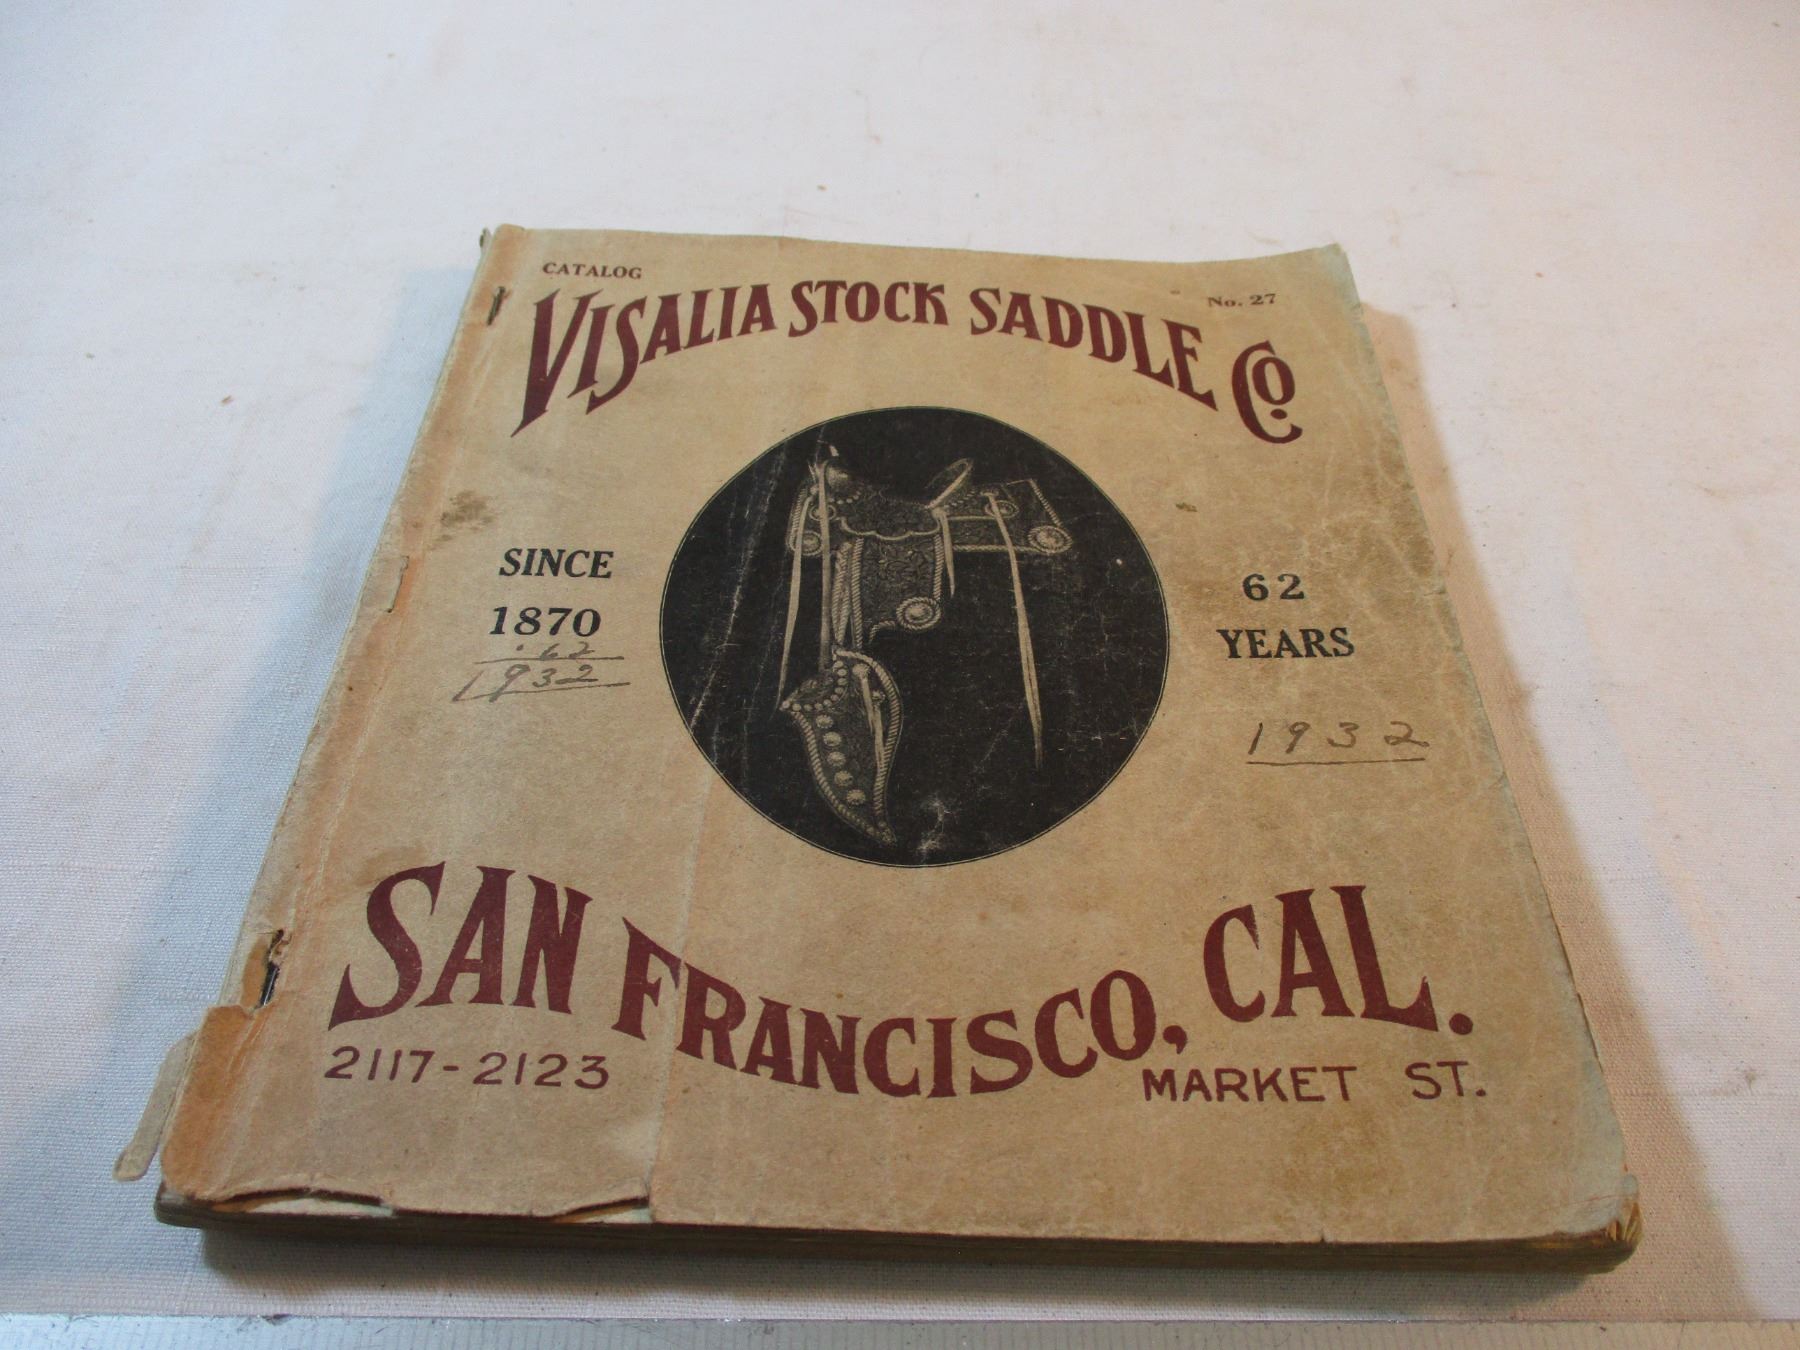 CATALOG
No. 27
VISALIA STOCK SADDLE Co.
SINCE
1870
62
1932
62
YEARS
1932
SAN FRANCISCO, CAL.
2117-2123
MARKET ST.